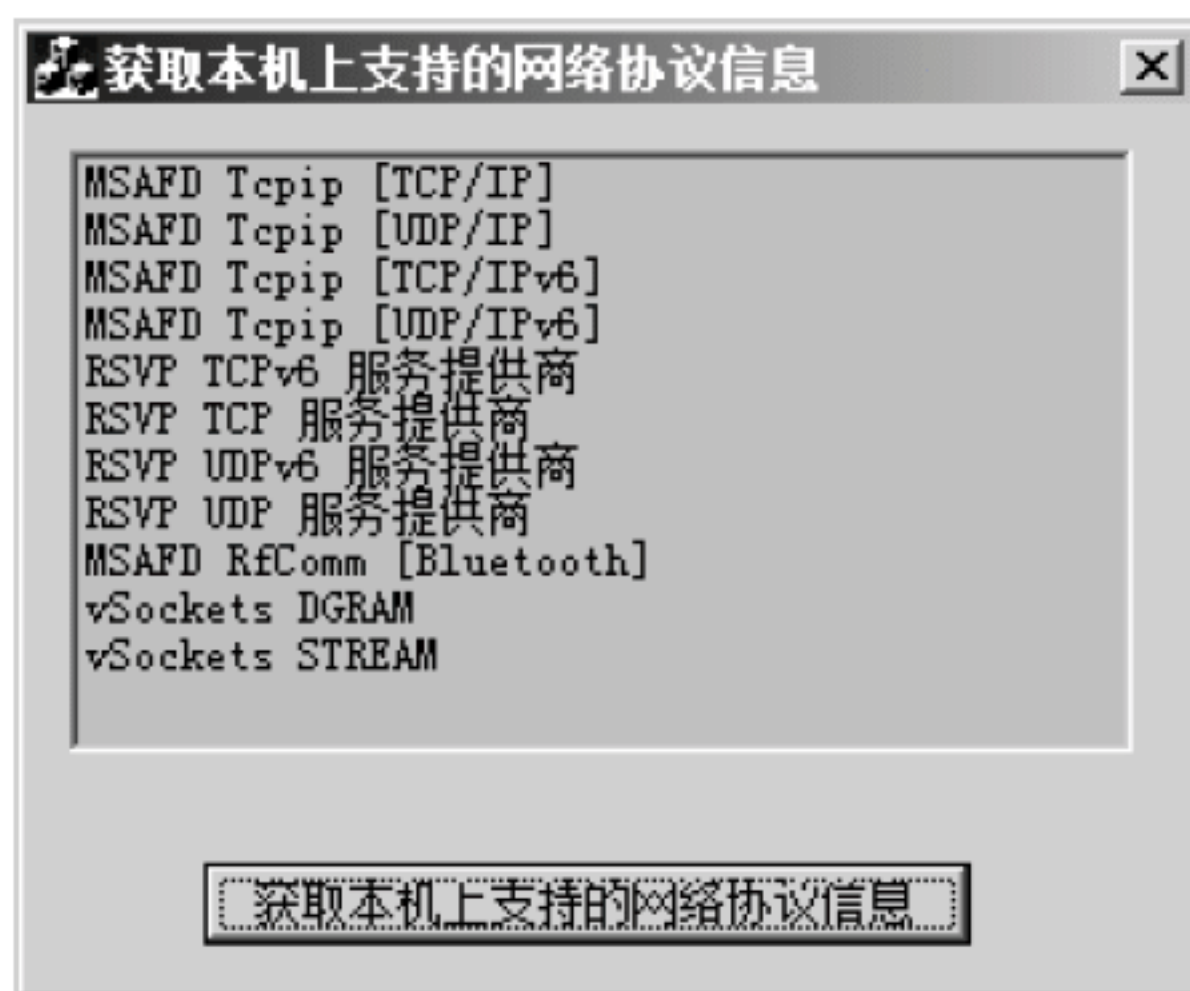 获取本机上支持的网络协议信息
MSAFD Tcpip [TCP/IP]
MSAFD Tcpip [UDP/IP]
MSAFD Tcpip [TCP/IPv6]
MSAFD Tcpip [UDP/IPv6]
RSVP TCPv6 服务提供商
RSVP TCP 服务提供商
RSVP UDPv6 服务提供商
RSVP UDP 服务提供商
MSAFD RfComm [Bluetooth]
vSockets DGRAM
vSockets STREAM
获取本机上支持的网络协议信息